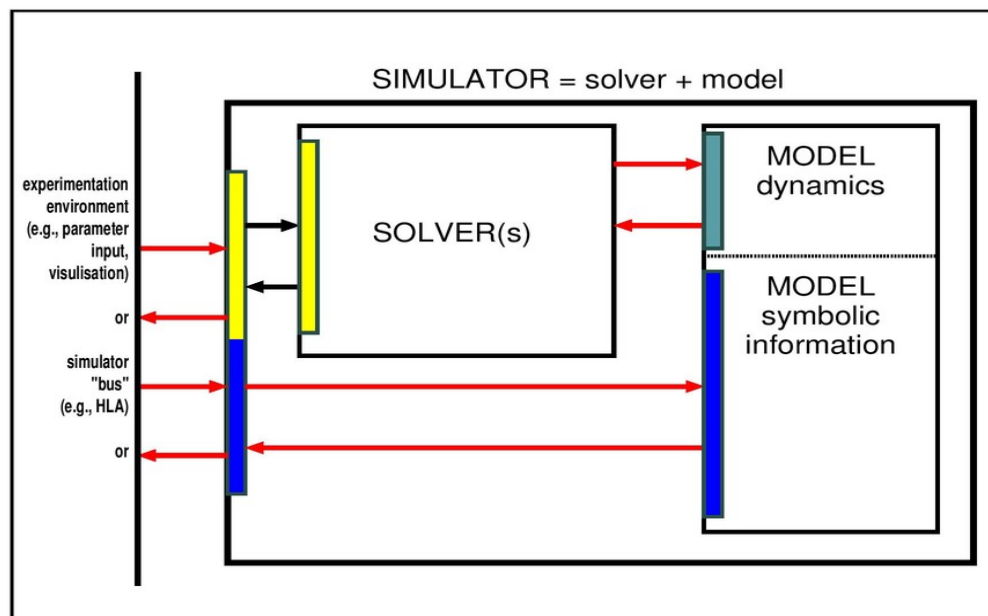 SIMULATOR = solver + model
experimentation
environment
(e.g., parameter
input,
visulisation)
or
simulator
"bus"
(e.g., HLA)
or
SOLVER(s)
MODEL
dynamics
MODEL
symbolic
information